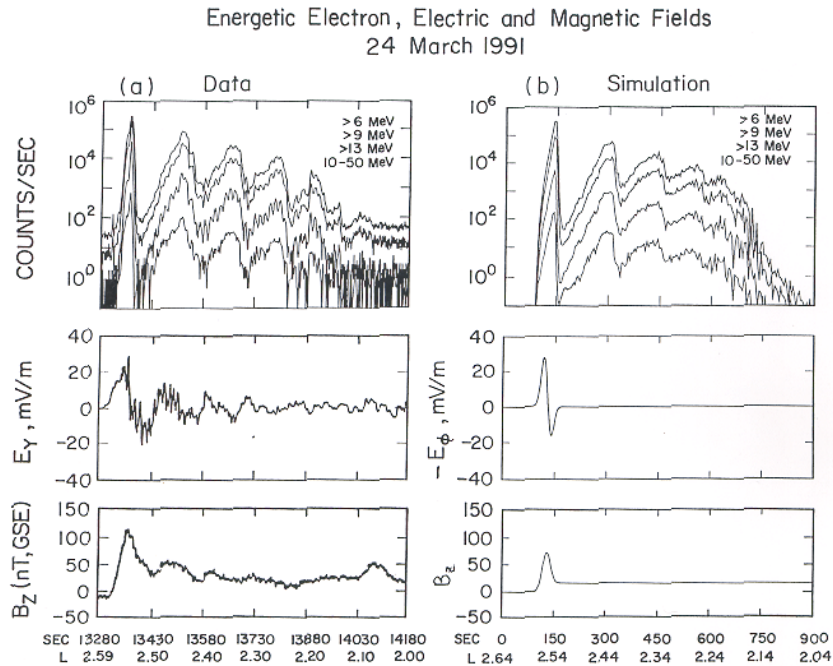 Energetic Electron, Electric and Magnetic Fields
24 March 1991
(a) Data
(b) Simulation
COUNTS/SEC
10⁶
10⁴
10²
10⁰
>6 MeV
>9 MeV
>13 MeV
10-50 MeV
10⁶
10⁴
10²
10⁰
>6 MeV
>9 MeV
>13 MeV
10-50 MeV
E_Y, mV/m
40
20
0
-20
-40
-E_ϕ, mV/m
40
20
0
-20
-40
B_Z (nT, GSE)
150
100
50
0
-50
B_z
150
100
50
0
-50
SEC 13280 13430 13580 13730 13880 14030 14180
L 2.59 2.50 2.40 2.30 2.20 2.10 2.00
SEC 0 150 300 450 600 750 900
L 2.64 2.54 2.44 2.34 2.24 2.14 2.04